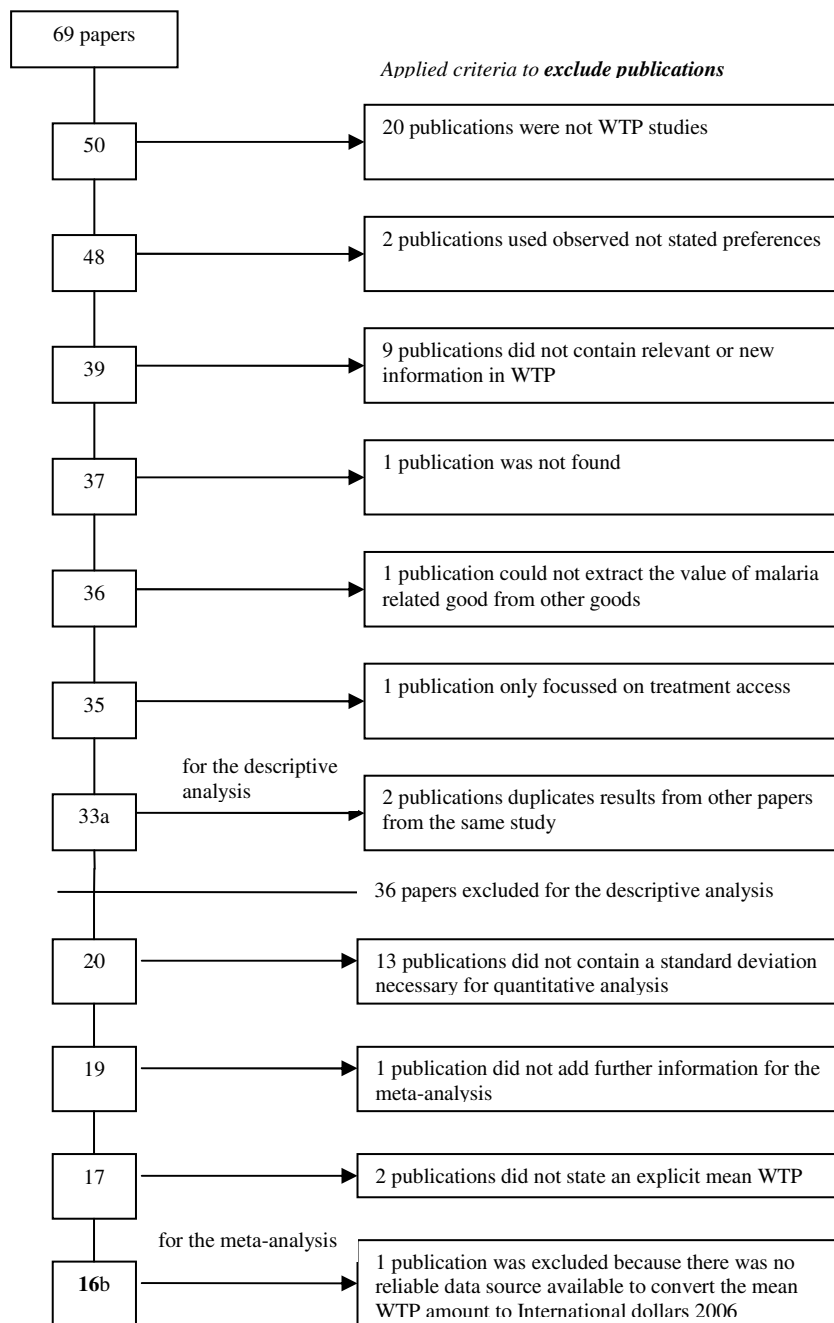 69 papers
Applied criteria to exclude publications
50
20 publications were not WTP studies
48
2 publications used observed not stated preferences
39
9 publications did not contain relevant or new
information in WTP
37
1 publication was not found
36
1 publication could not extract the value of malaria
related good from other goods
35
1 publication only focussed on treatment access
for the descriptive
analysis
33a
2 publications duplicates results from other papers
from the same study
36 papers excluded for the descriptive analysis
20
13 publications did not contain a standard deviation
necessary for quantitative analysis
19
1 publication did not add further information for the
meta-analysis
17
2 publications did not state an explicit mean WTP
for the meta-analysis
16b
1 publication was excluded because there was no
reliable data source available to convert the mean
WTP amount to International dollars 2006